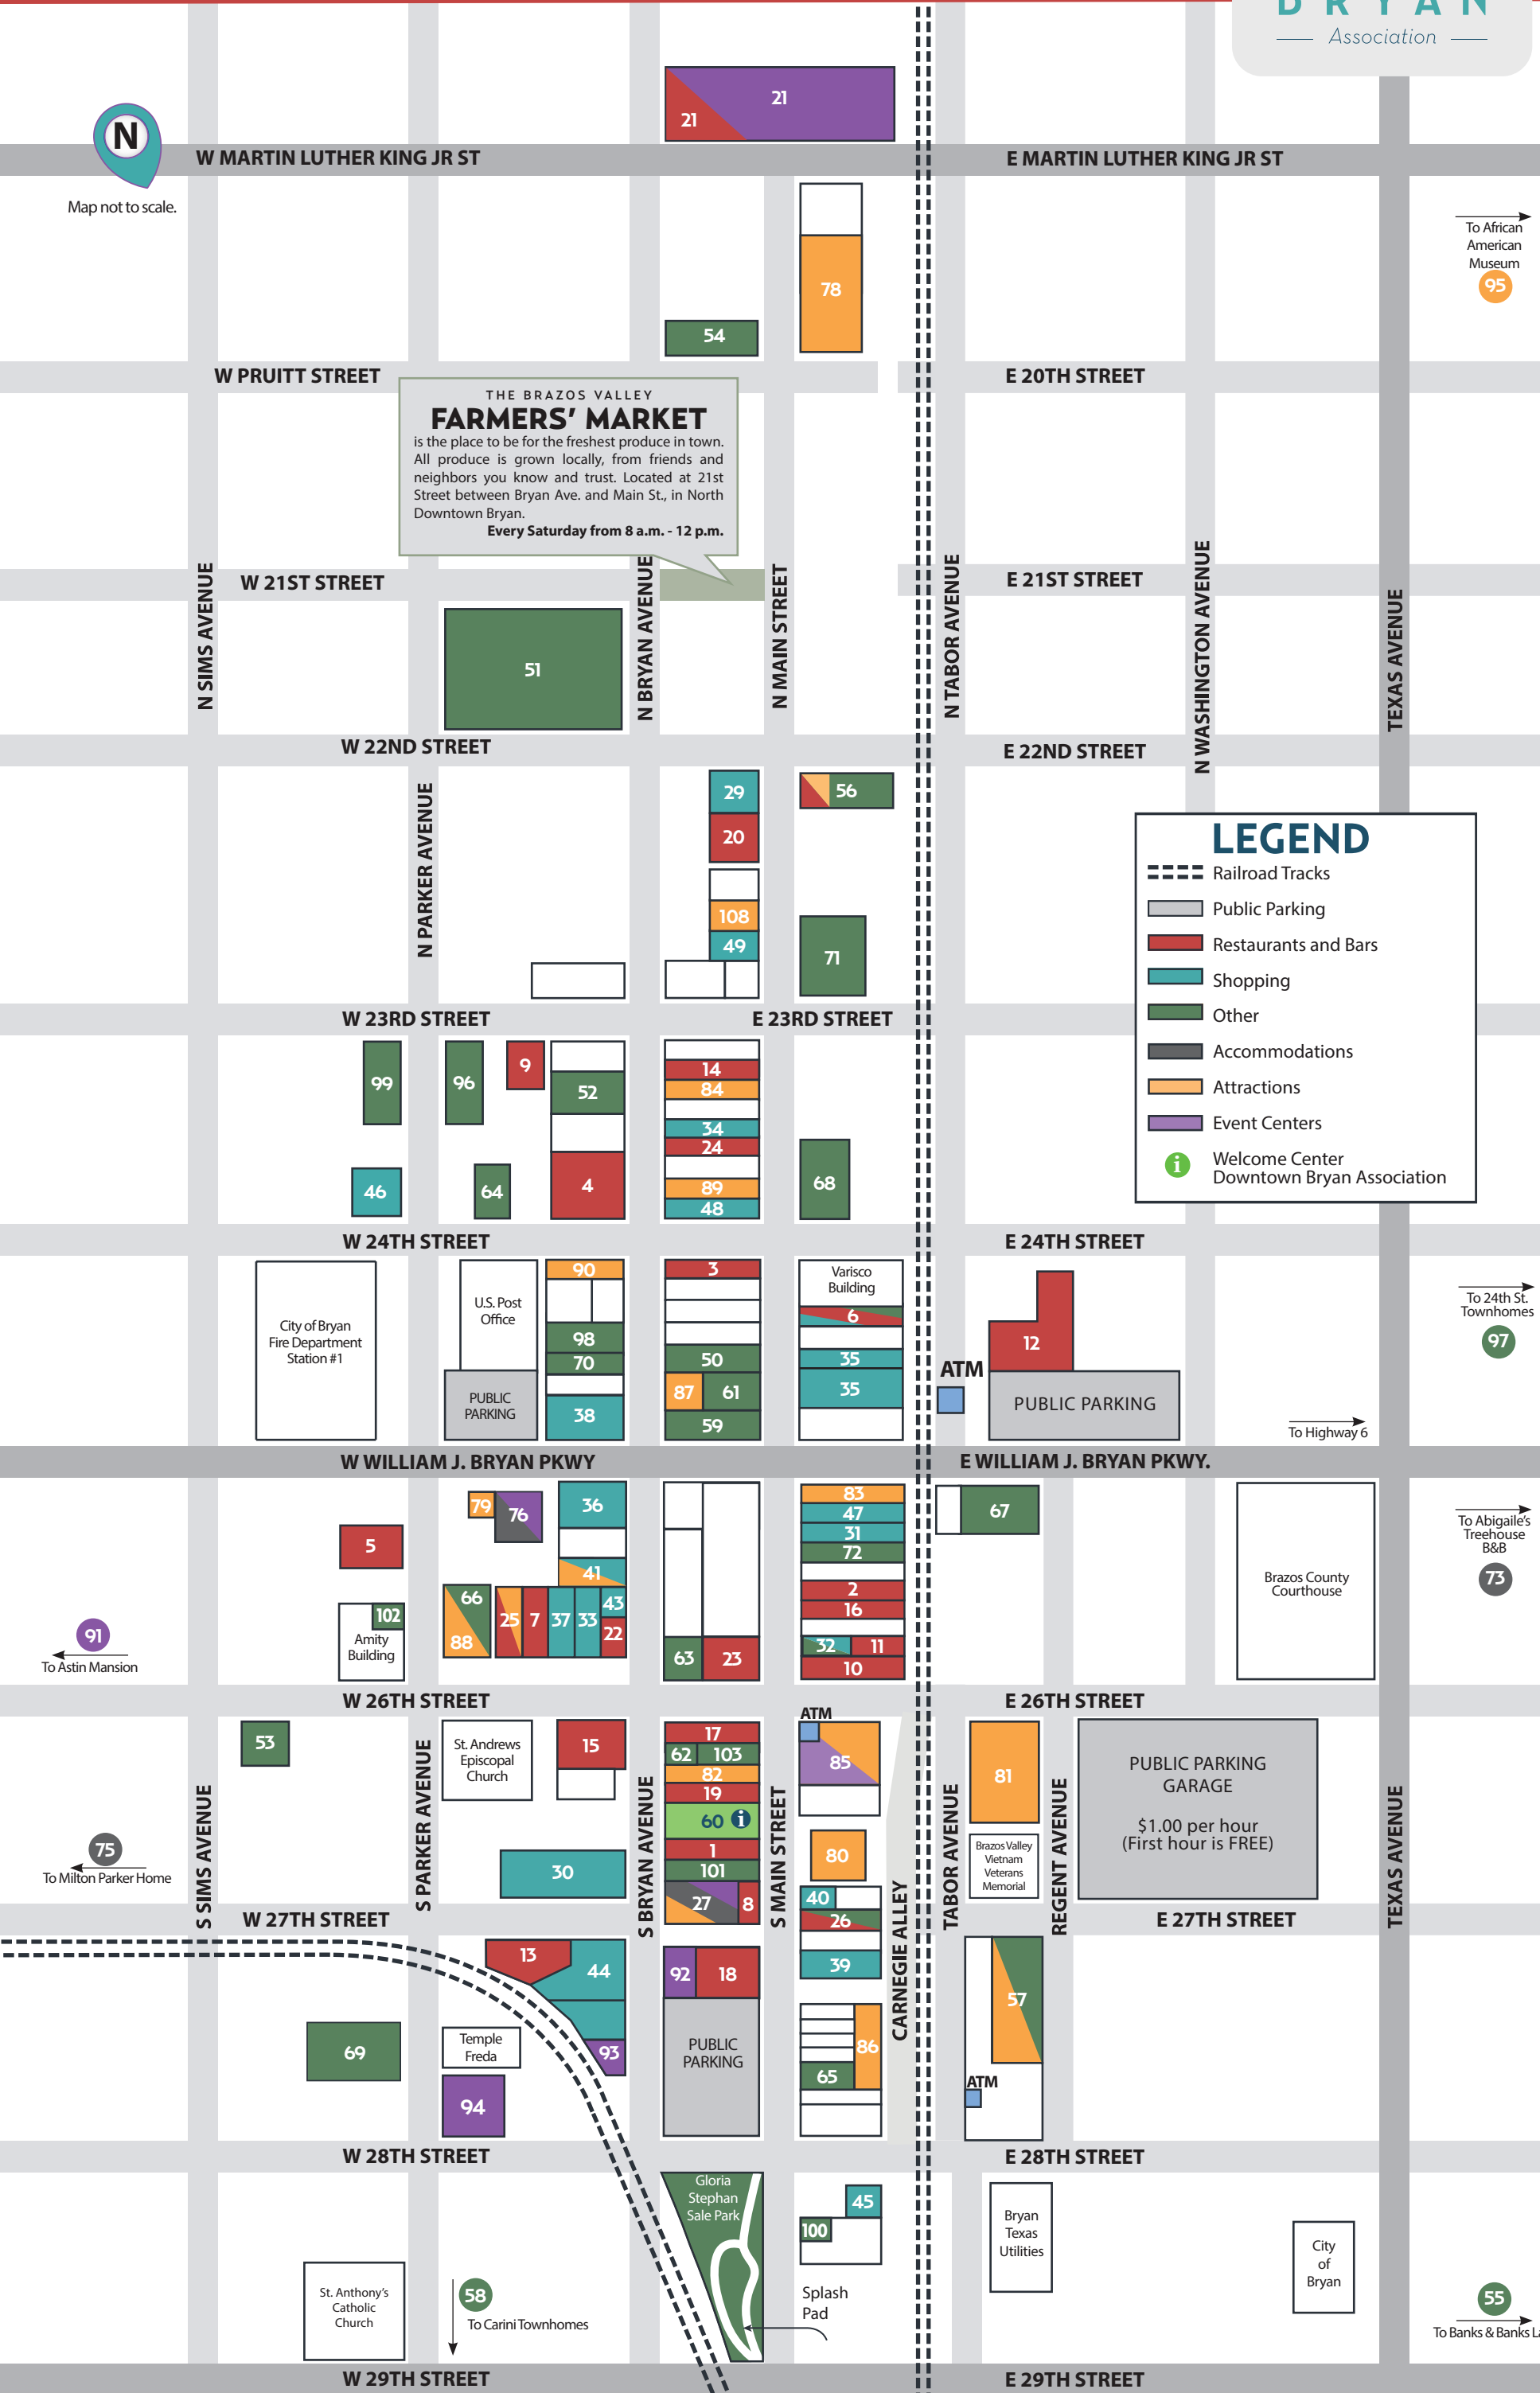 BRYAN
Association
N
Map not to scale.
21
21
W MARTIN LUTHER KING JR ST
E MARTIN LUTHER KING JR ST
78
54
To African
American
Museum
95
W PRUITT STREET
E 20TH STREET
THE BRAZOS VALLEY
FARMERS' MARKET
is the place to be for the freshest produce in town.
All produce is grown locally, from friends and
neighbors you know and trust. Located at 21st
Street between Bryan Ave. and Main St., in North
Downtown Bryan.
Every Saturday from 8 a.m. - 12 p.m.
W 21ST STREET
E 21ST STREET
N SIMS AVENUE
N BRYAN AVENUE
N MAIN STREET
N TABOR AVENUE
N WASHINGTON AVENUE
TEXAS AVENUE
51
W 22ND STREET
E 22ND STREET
N PARKER AVENUE
29
56
20
108
49
71
LEGEND
Railroad Tracks
Public Parking
Restaurants and Bars
Shopping
Other
Accommodations
Attractions
Event Centers
i
Welcome Center
Downtown Bryan Association
W 23RD STREET
E 23RD STREET
99
96
9
52
14
84
34
24
46
64
4
89
48
68
W 24TH STREET
E 24TH STREET
City of Bryan
Fire Department
Station #1
U.S. Post
Office
PUBLIC
PARKING
90
98
70
38
3
50
87
61
59
Varisco
Building
6
35
35
ATM
12
PUBLIC PARKING
To 24th St.
Townhomes
97
To Highway 6
W WILLIAM J. BRYAN PKWY
E WILLIAM J. BRYAN PKWY.
5
102
Amity
Building
79
76
36
41
66
88
25
7
37
33
43
22
63
23
83
47
31
72
2
16
32
11
10
67
Brazos County
Courthouse
To Abigaile's
Treehouse
B&B
73
91
To Astin Mansion
W 26TH STREET
E 26TH STREET
53
St. Andrews
Episcopal
Church
15
30
17
62
103
82
19
60
i
1
101
27
8
ATM
85
80
40
26
39
81
Brazos Valley
Vietnam
Veterans
Memorial
PUBLIC PARKING
GARAGE
$1.00 per hour
(First hour is FREE)
75
To Milton Parker Home
S SIMS AVENUE
S PARKER AVENUE
S BRYAN AVENUE
S MAIN STREET
CARNEGIE ALLEY
TABOR AVENUE
REGENT AVENUE
TEXAS AVENUE
W 27TH STREET
E 27TH STREET
13
44
93
69
Temple
Freda
94
92
18
PUBLIC
PARKING
86
65
57
ATM
W 28TH STREET
E 28TH STREET
Gloria
Stephan
Sale Park
45
100
Splash
Pad
Bryan
Texas
Utilities
City
of
Bryan
St. Anthony's
Catholic
Church
58
To Carini Townhomes
55
To Banks & Banks La
W 29TH STREET
E 29TH STREET